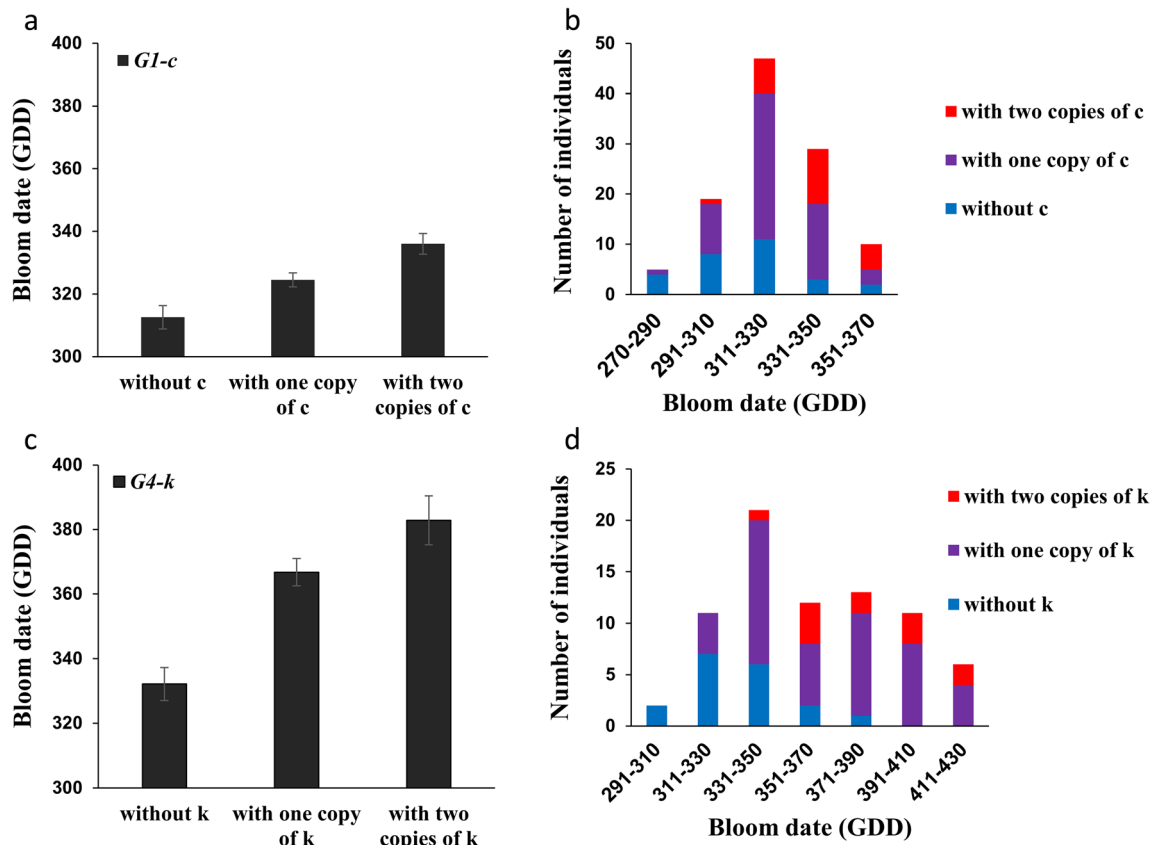 a
400
380
360
340
320
300
Bloom date (GDD)
G1-c
without c
with one copy
of c
with two
copies of c
b
50
40
30
20
10
0
Number of individuals
270-290
291-310
311-330
331-350
351-370
Bloom date (GDD)
with two copies of c
with one copy of c
without c
c
400
380
360
340
320
300
Bloom date (GDD)
G4-k
without k
with one copy
of k
with two
copies of k
d
25
20
15
10
5
0
Number of individuals
291-310
311-330
331-350
351-370
371-390
391-410
411-430
Bloom date (GDD)
with two copies of k
with one copy of k
without k